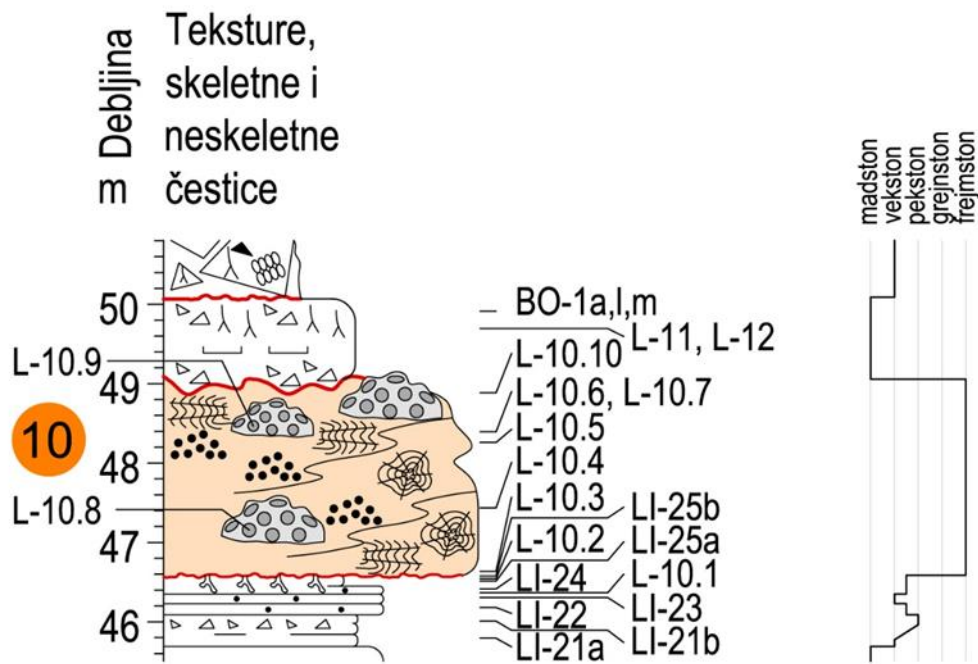 m Debljina
Teksture,
skeletne i
neskeletne
čestice
madston
vekston
pekston
grejnston
frejmston
50
49
48
47
46
10
L-10.9
L-10.8
BO-1a,l,m
L-11, L-12
L-10.10
L-10.6, L-10.7
L-10.5
L-10.4
L-10.3
LI-25b
L-10.2
LI-25a
LI-24
L-10.1
LI-23
LI-22
LI-21b
LI-21a